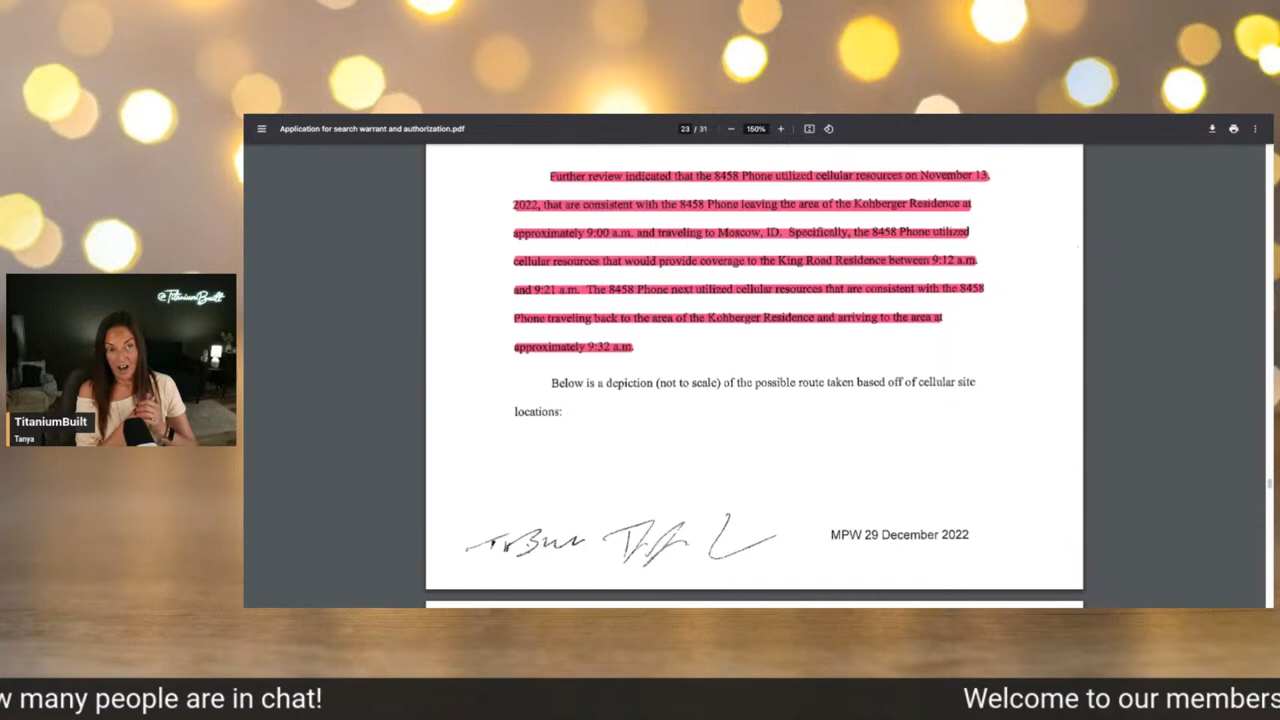 Application for search warrant and authorization.pdf
23 / 31
150%
Further review indicated that the 8458 Phone utilized cellular resources on November 13,
2022, that are consistent with the 8458 Phone leaving the area of the Kohberger Residence at
approximately 9:00 a.m. and traveling to Moscow, ID. Specifically, the 8458 Phone utilized
cellular resources that would provide coverage to the King Road Residence between 9:12 a.m.
and 9:21 a.m. The 8458 Phone next utilized cellular resources that are consistent with the 8458
Phone traveling back to the area of the Kohberger Residence and arriving to the area at
approximately 9:32 a.m.
Below is a depiction (not to scale) of the possible route taken based off of cellular site
locations:
MPW 29 December 2022
@TitaniumBuilt
TitaniumBuilt
Tanya
w many people are in chat!
Welcome to our members